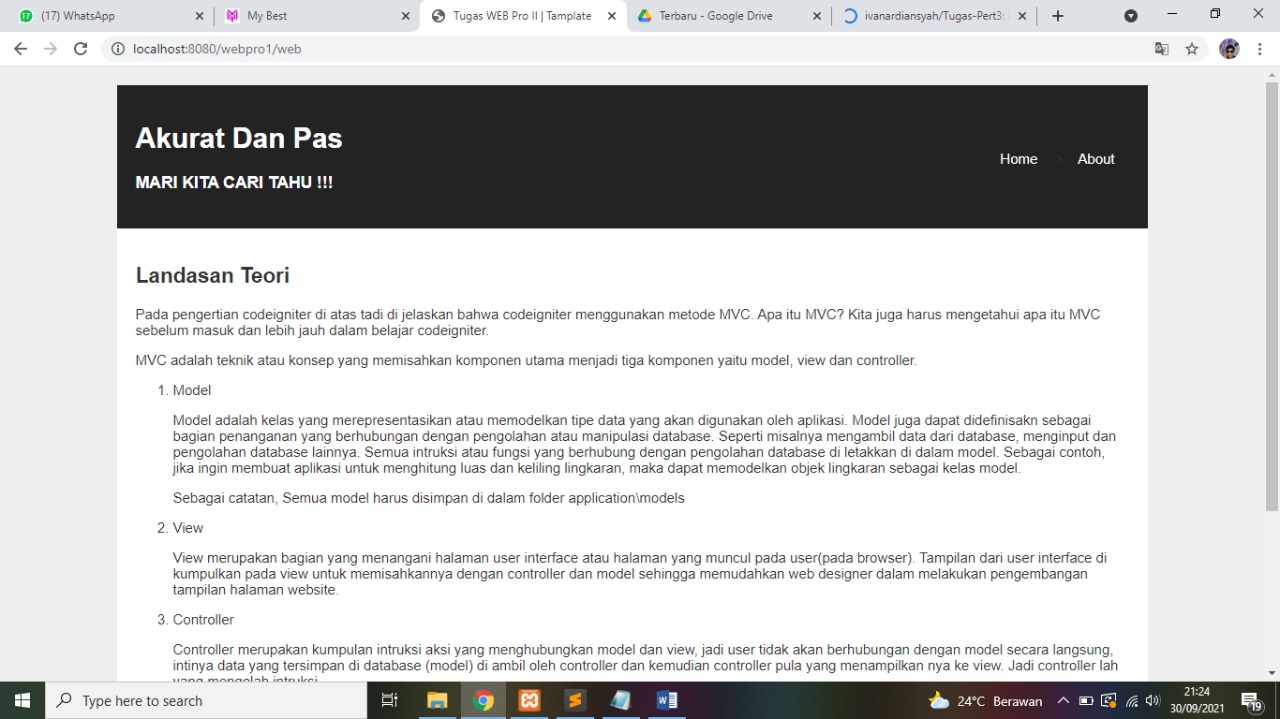 (17) WhatsApp
My Best
Tugas WEB Pro II | Tamplate
Terbaru - Google Drive
ivanardiansyah/Tugas-Pert3:
localhost:8080/webpro1/web
Akurat Dan Pas
MARI KITA CARI TAHU !!!
Home > About
Landasan Teori
Pada pengertian codeigniter di atas tadi di jelaskan bahwa codeigniter menggunakan metode MVC. Apa itu MVC? Kita juga harus mengetahui apa itu MVC
sebelum masuk dan lebih jauh dalam belajar codeigniter.
MVC adalah teknik atau konsep yang memisahkan komponen utama menjadi tiga komponen yaitu model, view dan controller.
1. Model
Model adalah kelas yang merepresentasikan atau memodelkan tipe data yang akan digunakan oleh aplikasi. Model juga dapat didefinisakn sebagai
bagian penanganan yang berhubungan dengan pengolahan atau manipulasi database. Seperti misalnya mengambil data dari database, menginput dan
pengolahan database lainnya. Semua intruksi atau fungsi yang berhubung dengan pengolahan database di letakkan di dalam model. Sebagai contoh,
jika ingin membuat aplikasi untuk menghitung luas dan keliling lingkaran, maka dapat memodelkan objek lingkaran sebagai kelas model.
Sebagai catatan, Semua model harus disimpan di dalam folder application\models
2. View
View merupakan bagian yang menangani halaman user interface atau halaman yang muncul pada user(pada browser). Tampilan dari user interface di
kumpulkan pada view untuk memisahkannya dengan controller dan model sehingga memudahkan web designer dalam melakukan pengembangan
tampilan halaman website.
3. Controller
Controller merupakan kumpulan intruksi aksi yang menghubungkan model dan view, jadi user tidak akan berhubungan dengan model secara langsung,
intinya data yang tersimpan di database (model) di ambil oleh controller dan kemudian controller pula yang menampilkan nya ke view. Jadi controller lah
yang mengolah intruksi.
Type here to search
24°C Berawan
21:24
30/09/2021
19